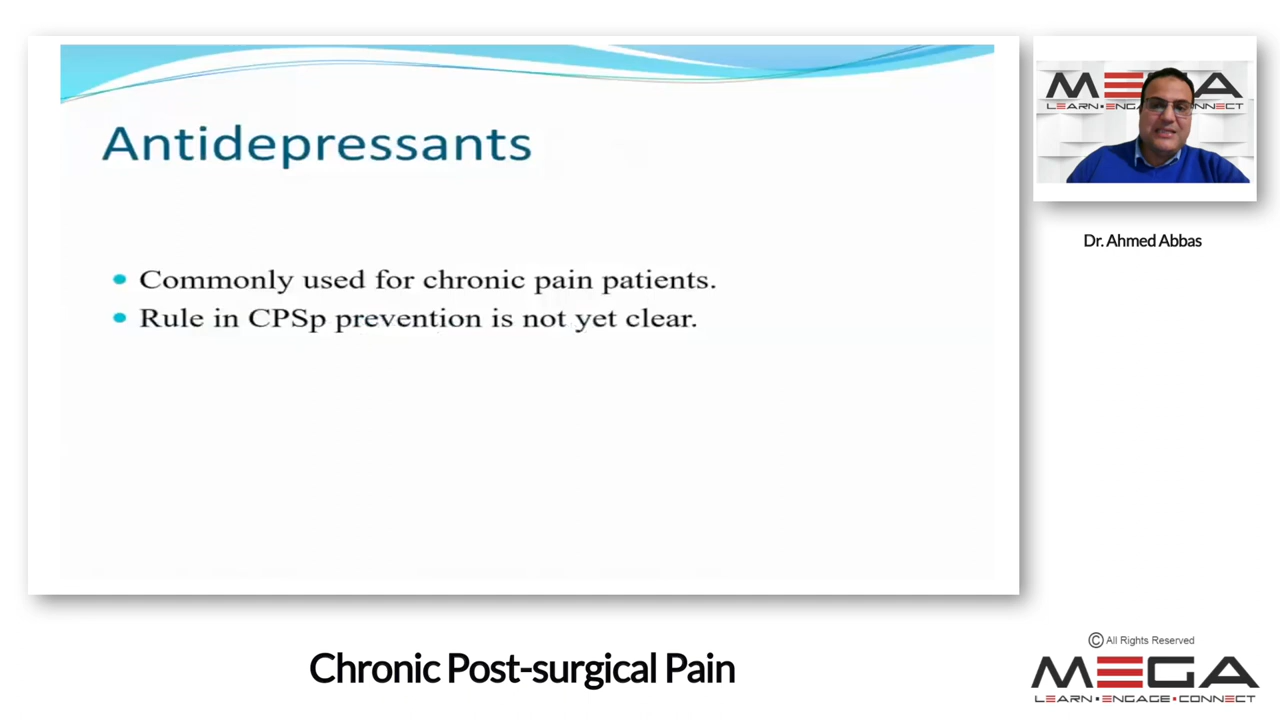 Antidepressants
Commonly used for chronic pain patients.
Rule in CPSp prevention is not yet clear.
MEGA
LEARN ENGA CONNECT
Dr. Ahmed Abbas
Chronic Post-surgical Pain
© All Rights Reserved
MEGA
LEARN • ENGAGE • CONNECT